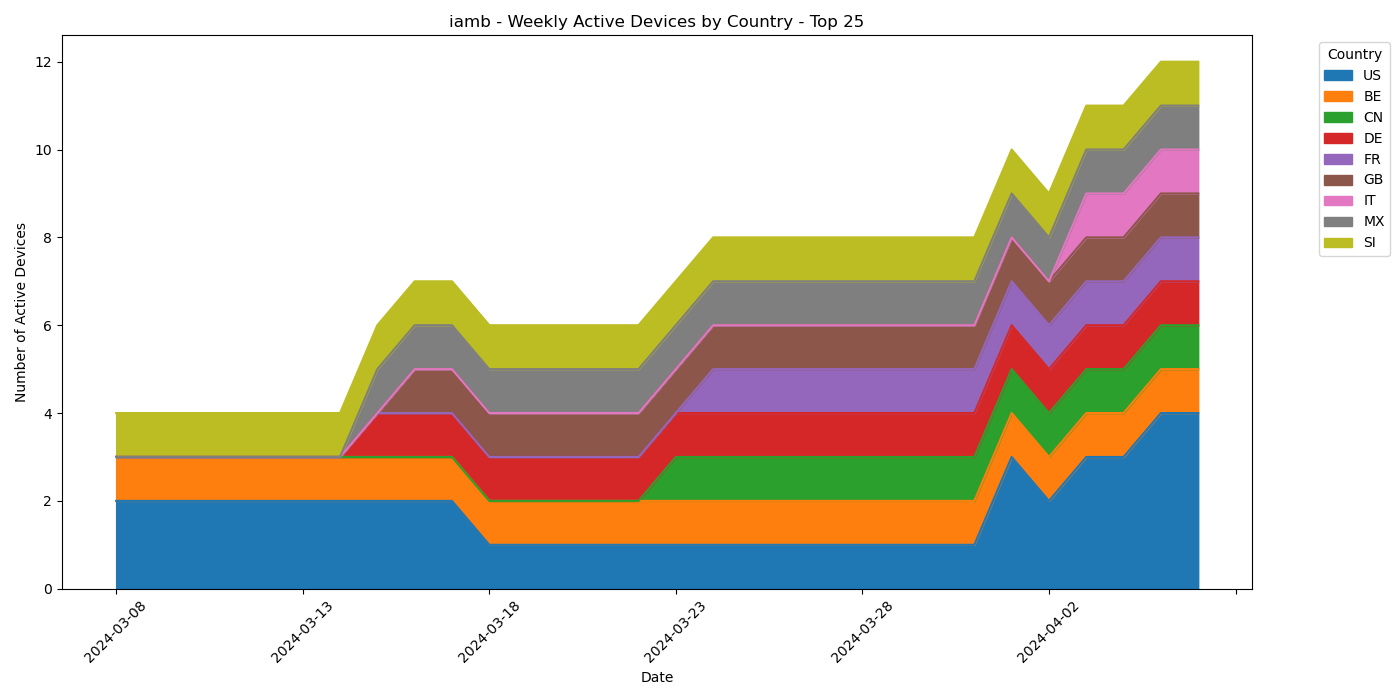 iamb - Weekly Active Devices by Country - Top 25
Number of Active Devices
12
10
8
6
4
2
0
2024-03-08
2024-03-13
2024-03-18
2024-03-23
2024-03-28
2024-04-02
Date
Country
US
BE
CN
DE
FR
GB
IT
MX
SI